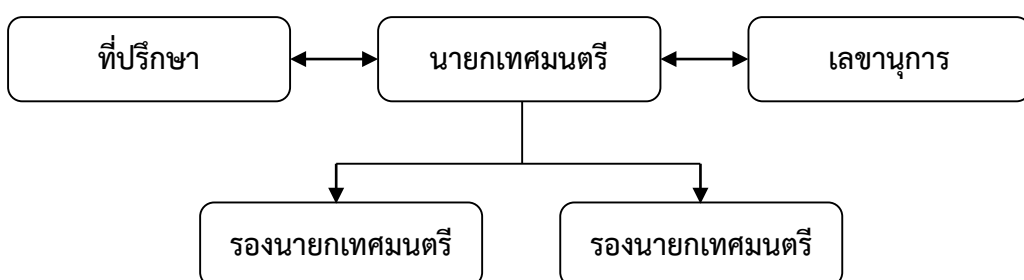 ที่ปรึกษา
นายกเทศมนตรี
เลขานุการ
รองนายกเทศมนตรี
รองนายกเทศมนตรี